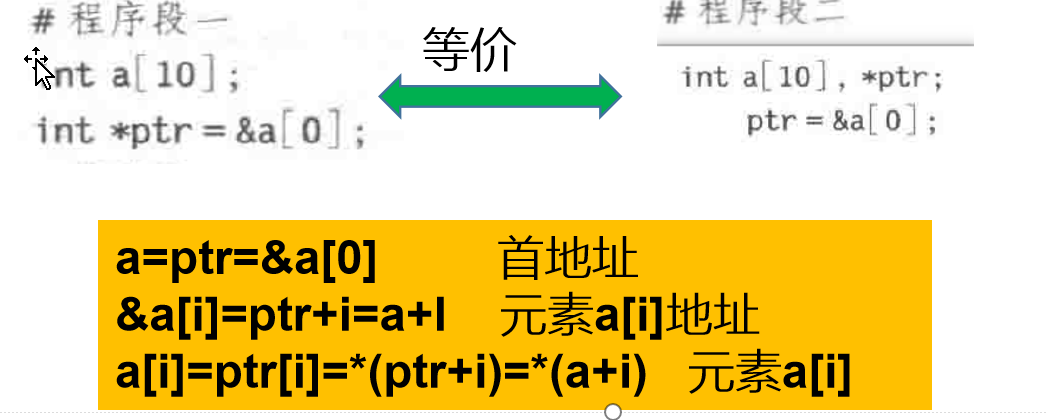 # 程序段一
int a[10];
int *ptr=&a[0];
等价
# 程序段二
int a[10], *ptr;
ptr=&a[0];
a=ptr=&a[0] 首地址
&a[i]=ptr+i=a+I 元素a[i]地址
a[i]=ptr[i]=*(ptr+i)=*(a+i) 元素a[i]